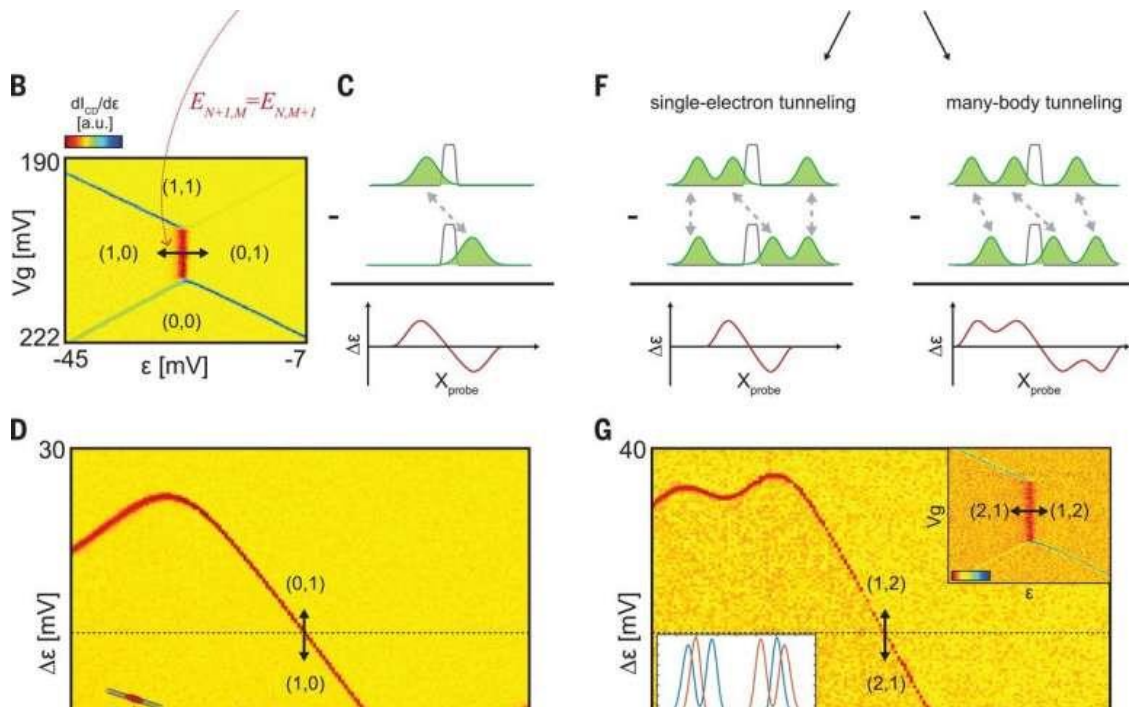 B
dI_CD/dε
[a.u.]
E_N+1,M=E_N,M+1
190
Vg [mV]
222
(1,1)
(1,0)
(0,1)
(0,0)
-45
ε [mV]
-7
C
-
Δε
X_probe
F
single-electron tunneling
many-body tunneling
-
-
Δε
X_probe
Δε
X_probe
D
30
Δε [mV]
(0,1)
(1,0)
G
40
Δε [mV]
(1,2)
(2,1)
Vg
(2,1)
(1,2)
ε